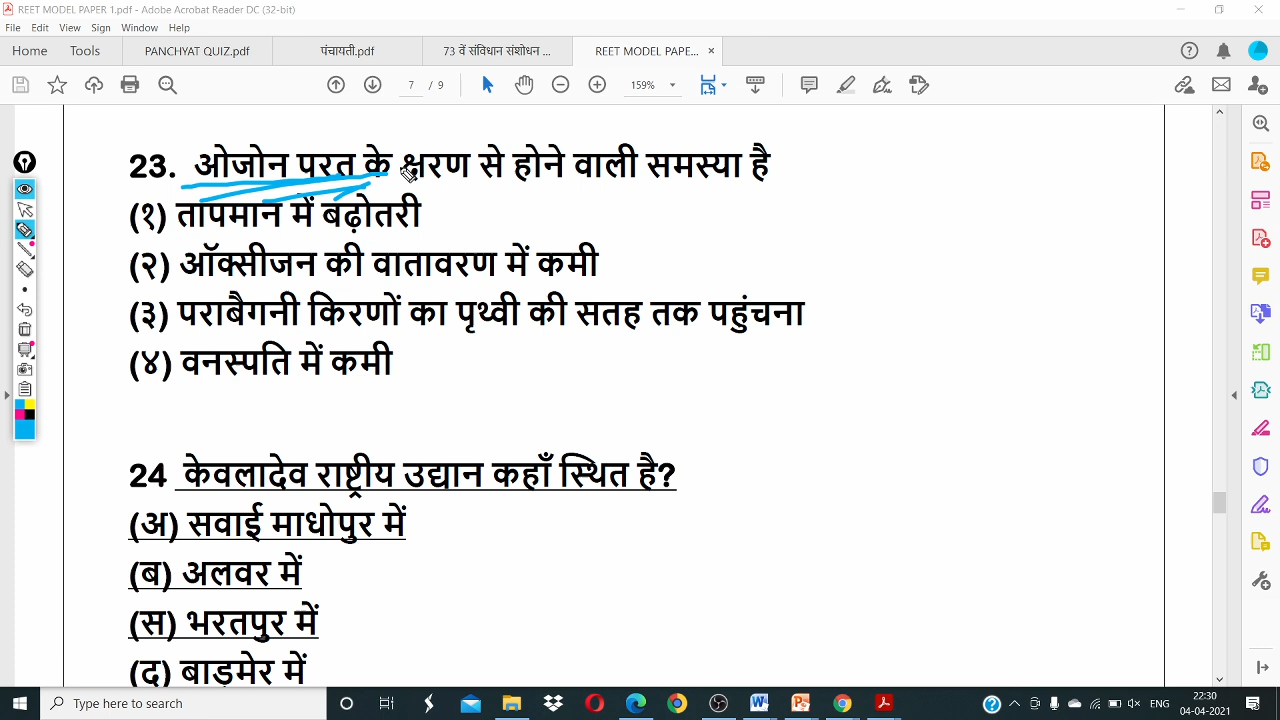 REET MODEL PAPER 1.pdf - Adobe Acrobat Reader DC (32-bit)
File Edit View Sign Window Help
Home Tools PANCHYAT QUIZ.pdf पंचायती.pdf 73 वें संविधान संशोधन ... REET MODEL PAPE... ×
7 / 9 159%
23. ओजोन परत के क्षरण से होने वाली समस्या है
(१) तापमान में बढ़ोतरी
(२) ऑक्सीजन की वातावरण में कमी
(३) पराबैगनी किरणों का पृथ्वी की सतह तक पहुंचना
(४) वनस्पति में कमी
24 केवलादेव राष्ट्रीय उद्यान कहाँ स्थित है?
(अ) सवाई माधोपुर में
(ब) अलवर में
(स) भरतपुर में
(द) बाड़मेर में
Type here to search
ENG
22:30
04-04-2021